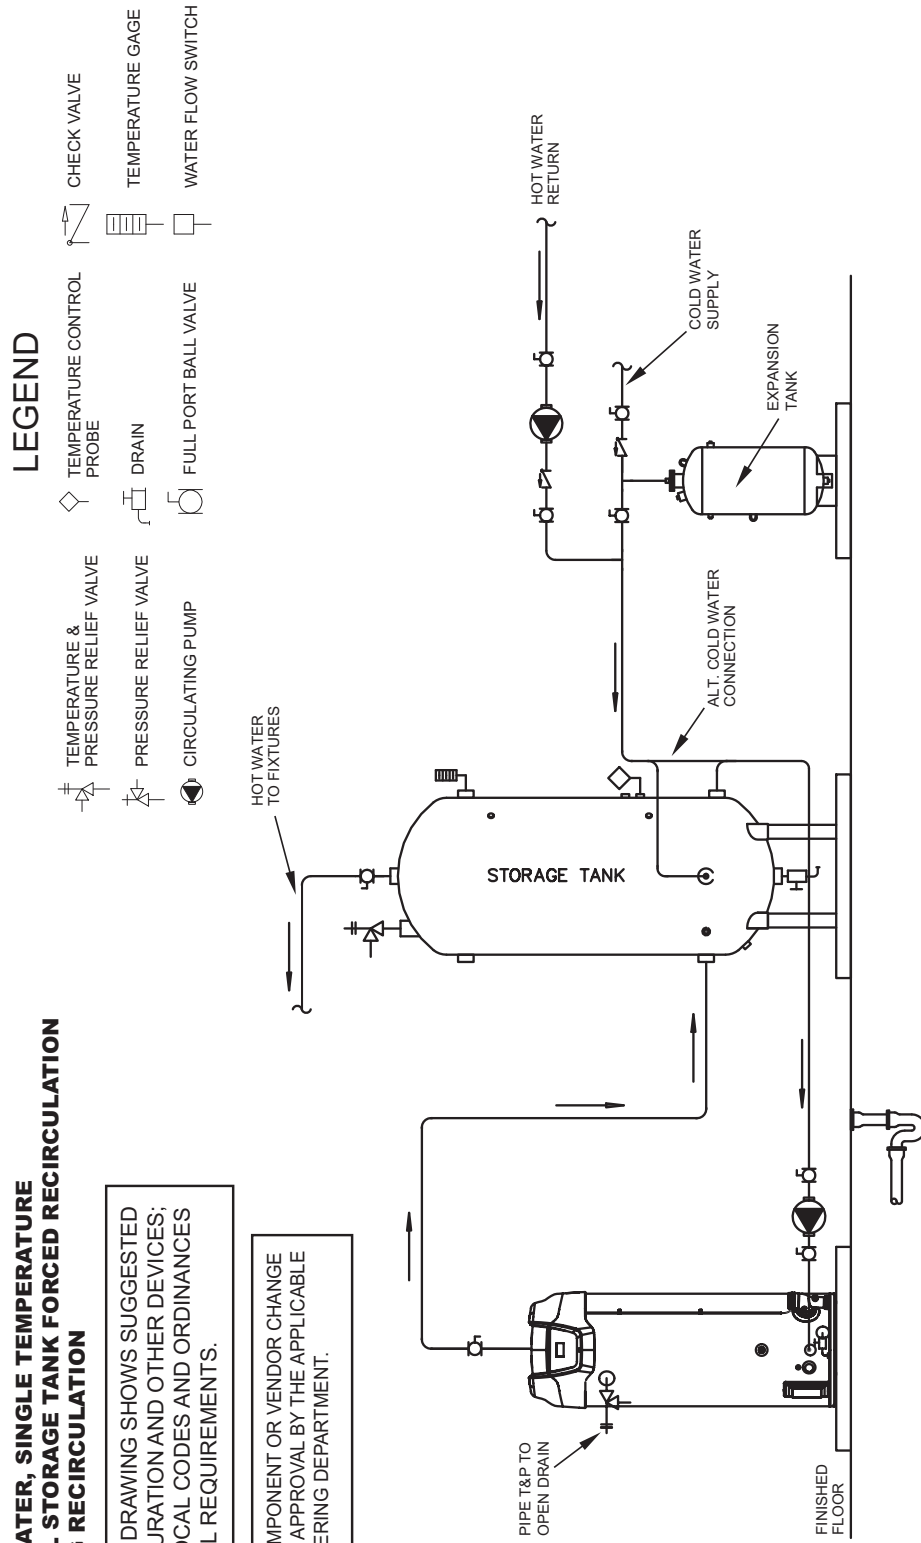 ATER, SINGLE TEMPERATURE
L STORAGE TANK FORCED RECIRCULATION
G RECIRCULATION
DRAWING SHOWS SUGGESTED
URATION AND OTHER DEVICES;
OCAL CODES AND ORDINANCES
L REQUIREMENTS.
MPONENT OR VENDOR CHANGE
APPROVAL BY THE APPLICABLE
ERING DEPARTMENT.
LEGEND
TEMPERATURE &
PRESSURE RELIEF VALVE
PRESSURE RELIEF VALVE
CIRCULATING PUMP
TEMPERATURE CONTROL
PROBE
DRAIN
FULL PORT BALL VALVE
CHECK VALVE
TEMPERATURE GAGE
WATER FLOW SWITCH
HOT WATER
TO FIXTURES
STORAGE TANK
HOT WATER
RETURN
COLD WATER
SUPPLY
EXPANSION
TANK
ALT. COLD WATER
CONNECTION
PIPE T&P TO
OPEN DRAIN
FINISHED
FLOOR